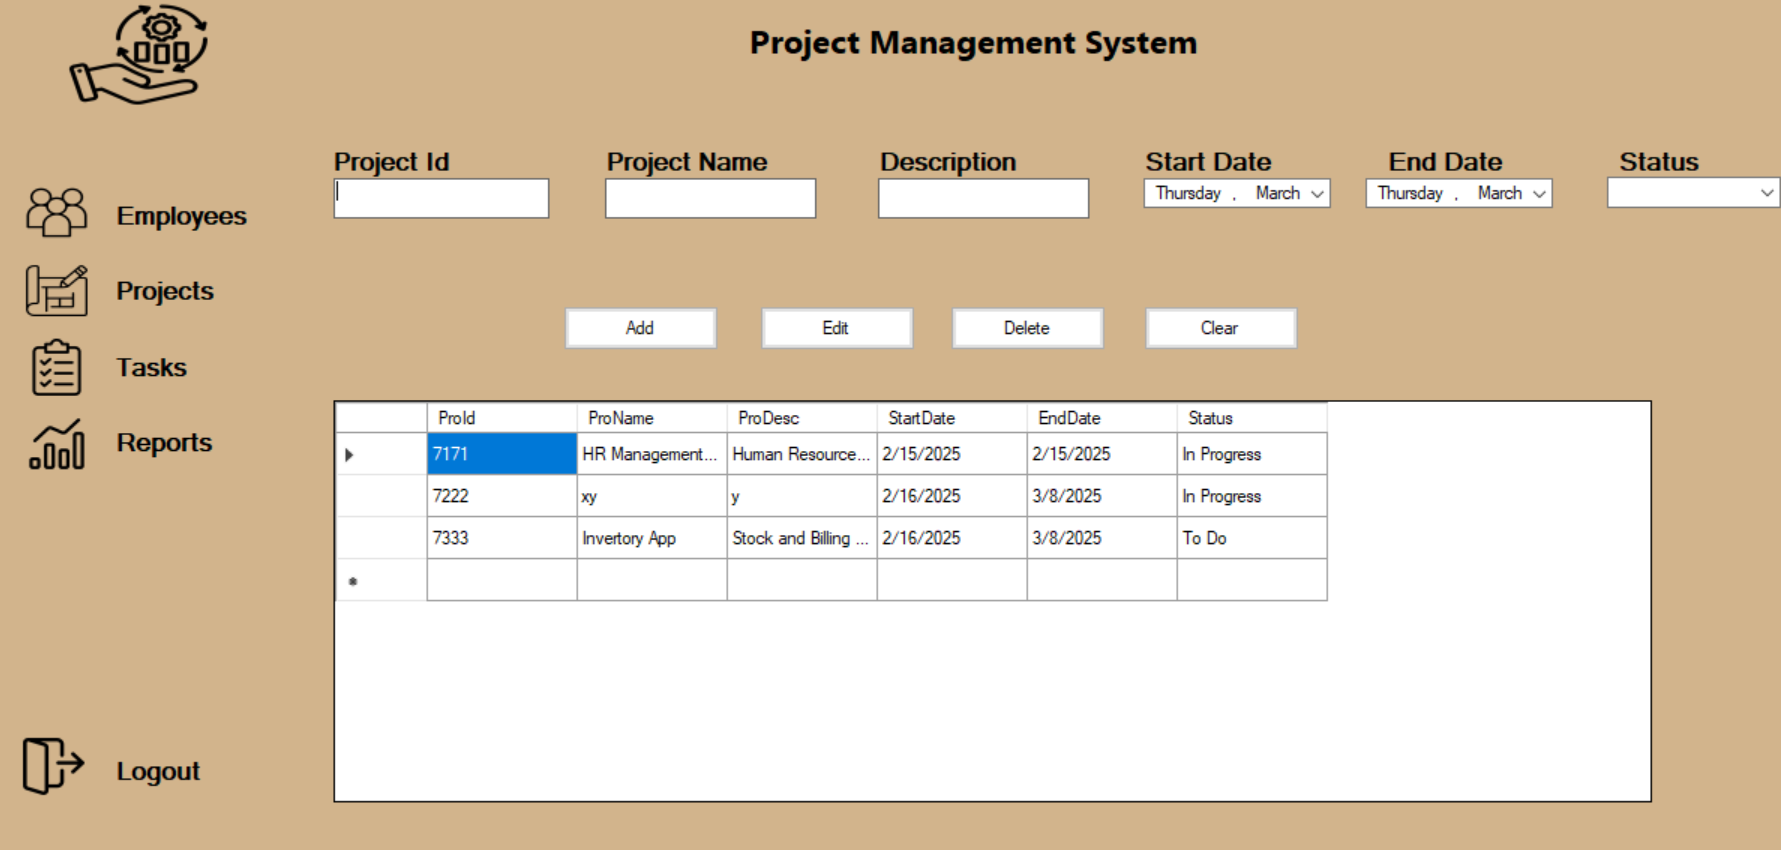 Project Management System
Project Id
Project Name
Description
Start Date
End Date
Status
Thursday , March
Thursday , March
Employees
Projects
Tasks
Reports
Logout
Add
Edit
Delete
Clear
ProId ProName ProDesc StartDate EndDate Status
7171 HR Management... Human Resource... 2/15/2025 2/15/2025 In Progress
7222 xy y 2/16/2025 3/8/2025 In Progress
7333 Invertory App Stock and Billing ... 2/16/2025 3/8/2025 To Do